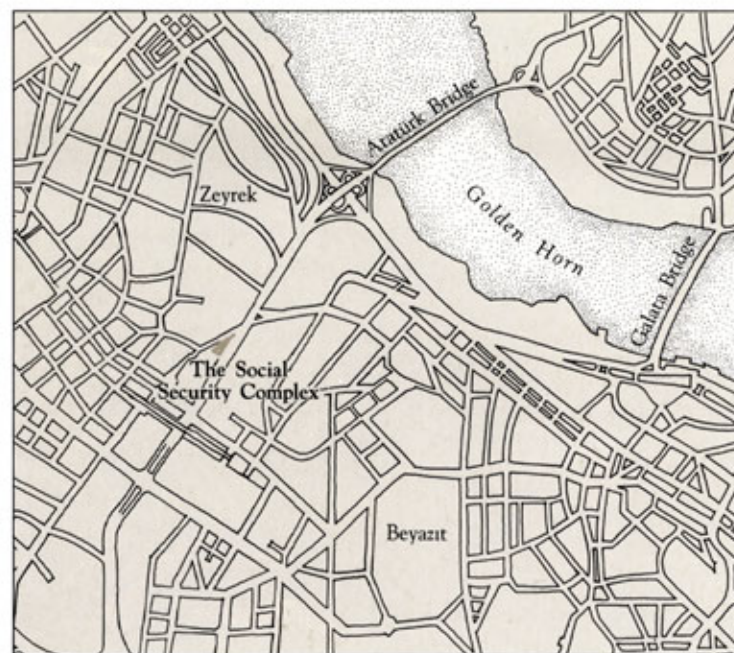 Atatürk Bridge
Zeyrek
Golden Horn
Galata Bridge
The Social
Security Complex
Beyazıt